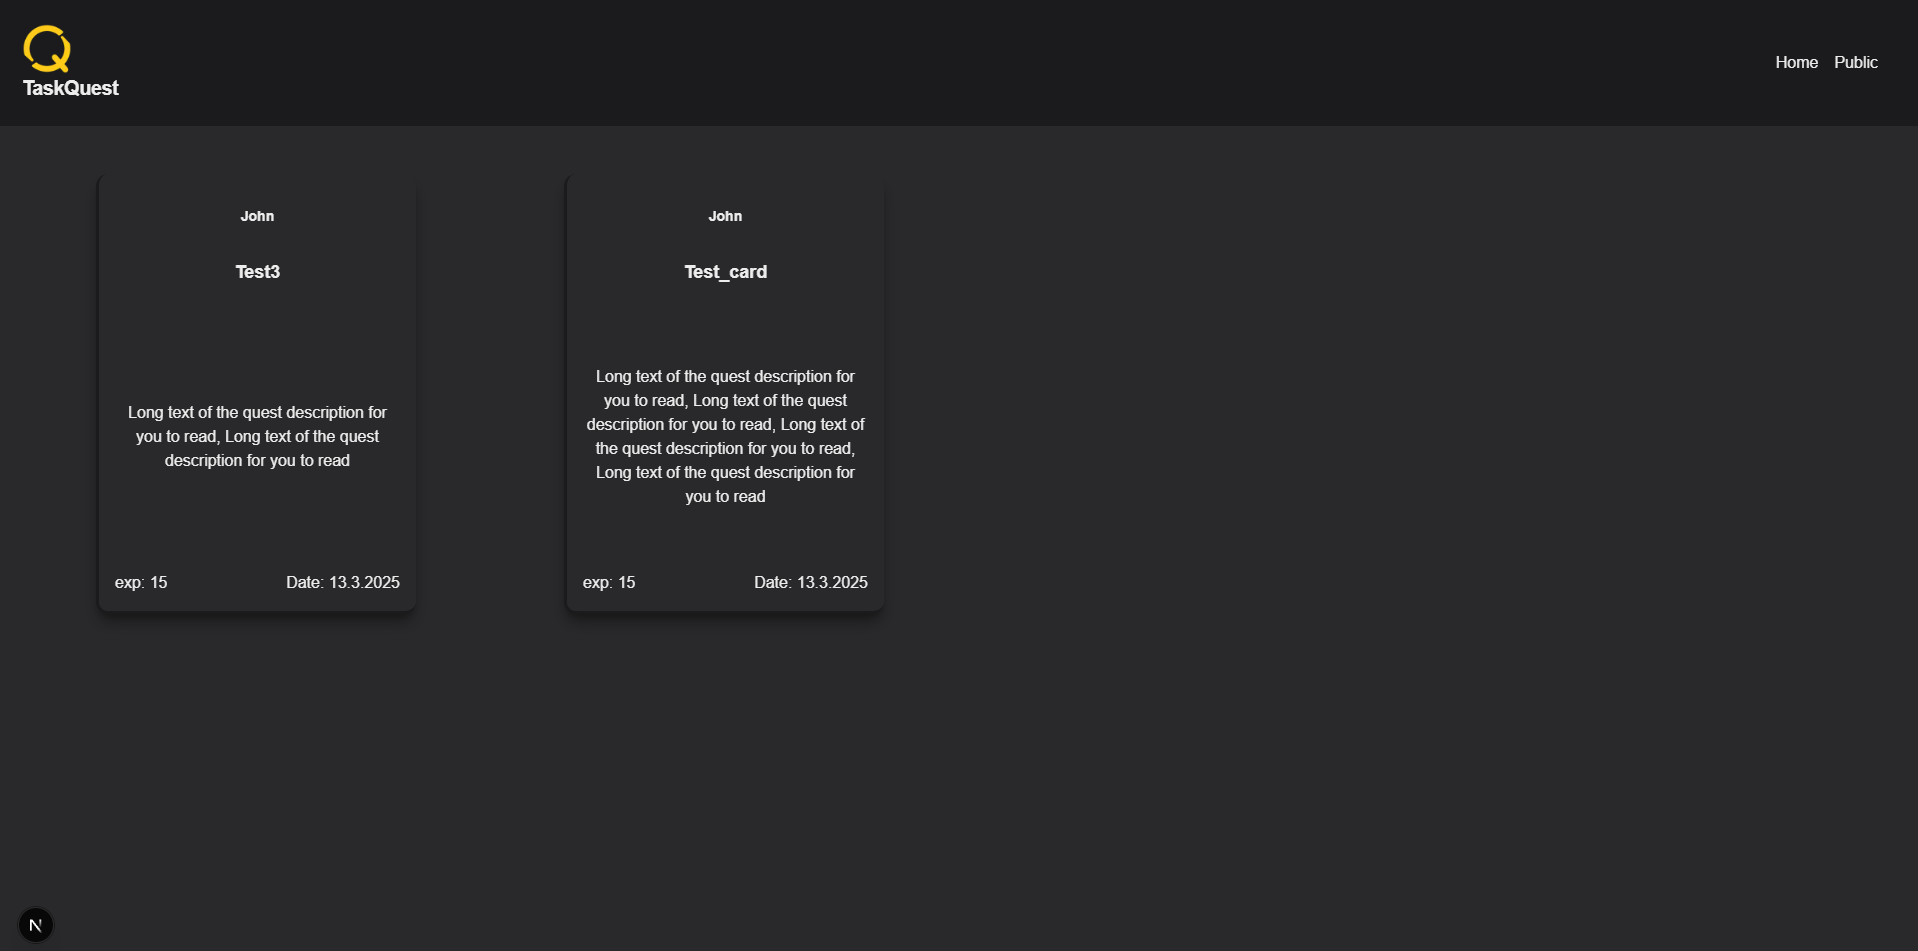 TaskQuest
Home Public
John
Test3
Long text of the quest description for
you to read, Long text of the quest
description for you to read
exp: 15 Date: 13.3.2025
John
Test_card
Long text of the quest description for
you to read, Long text of the quest
description for you to read, Long text of
the quest description for you to read,
Long text of the quest description for
you to read
exp: 15 Date: 13.3.2025
N